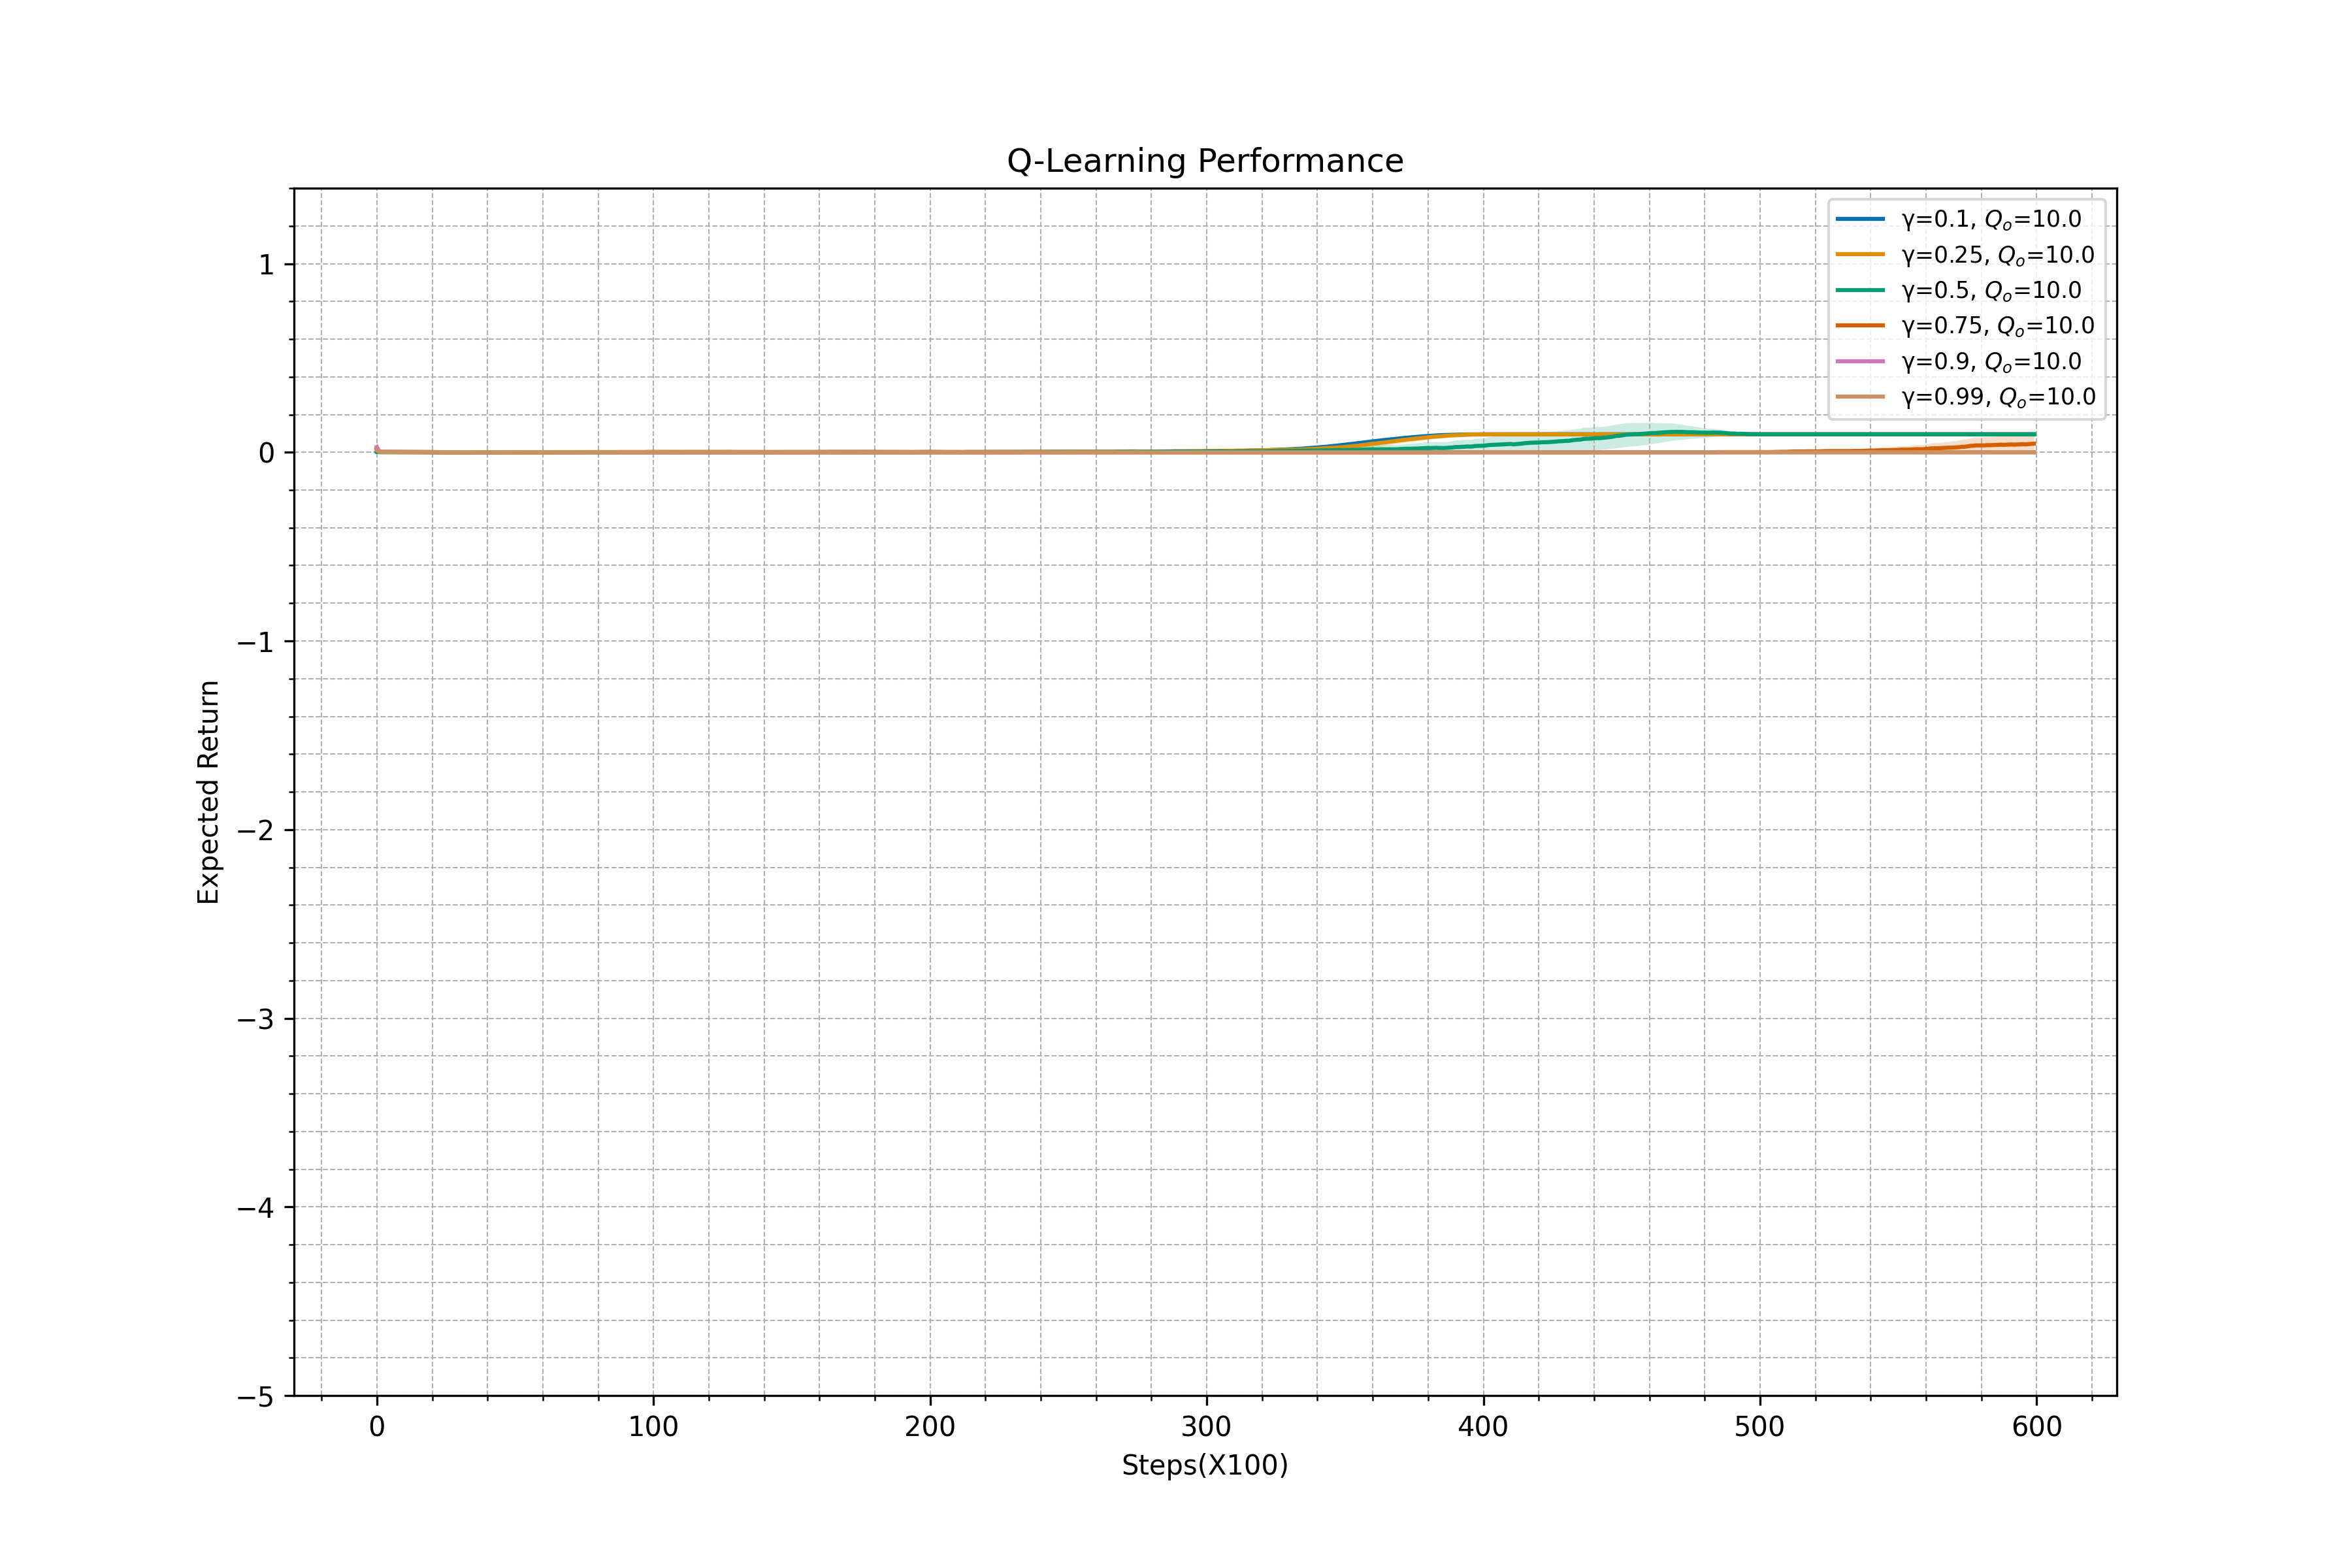 Q-Learning Performance
γ=0.1, Qo=10.0
γ=0.25, Qo=10.0
γ=0.5, Qo=10.0
γ=0.75, Qo=10.0
γ=0.9, Qo=10.0
γ=0.99, Qo=10.0
1
0
−1
−2
−3
−4
−5
Expected Return
0 100 200 300 400 500 600
Steps(X100)